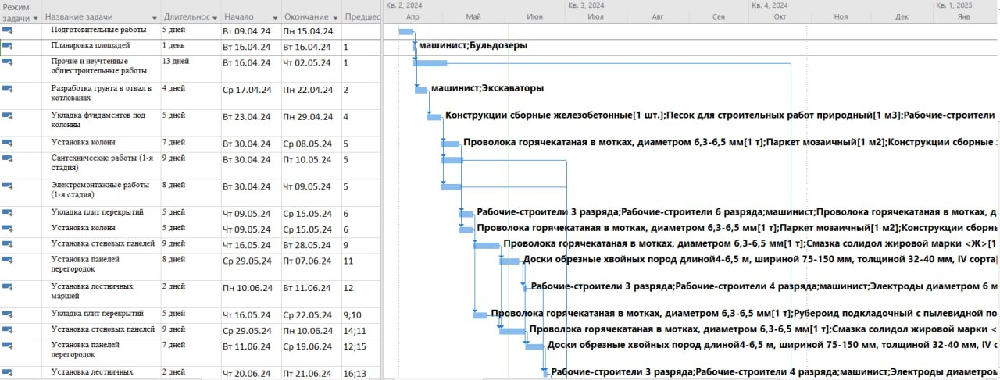 Режим задачи Название задачи Длительнос Начало Окончание Предшес
Кв. 2, 2024 Кв. 3, 2024 Кв. 4, 2024 Кв. 1, 2025
Апр Май Июн Июл Авг Сен Окт Ноя Дек Янв
Подготовительные работы 5 дней Вт 09.04.24 Пн 15.04.24
Планировка площадей 1 день Вт 16.04.24 Вт 16.04.24 1 машинист;Бульдозеры
Прочие и неучтенные 13 дней Вт 16.04.24 Чт 02.05.24 1
общестроительные работы
Разработка грунта в отвал в 4 дней Ср 17.04.24 Пн 22.04.24 2 машинист;Экскаваторы
котлованах
Укладка фундаментов под 5 дней Вт 23.04.24 Пн 29.04.24 4 Конструкции сборные железобетонные[1 шт.];Песок для строительных работ природный[1 м3];Рабочие-строители
колонны
Установка колонн 7 дней Вт 30.04.24 Ср 08.05.24 5 Проволока горячекатаная в мотках, диаметром 6,3-6,5 мм[1 т];Паркет мозаичный[1 м2];Конструкции сборные
Сантехнические работы (1-я 9 дней Вт 30.04.24 Пт 10.05.24 5
стадия)
Электромонтажные работы 8 дней Вт 30.04.24 Чт 09.05.24 5
(1-я стадия)
Укладка плит перекрытий 5 дней Чт 09.05.24 Ср 15.05.24 6 Рабочие-строители 3 разряда;Рабочие-строители 6 разряда;машинист;Проволока горячекатаная в мотках, д
Установка колонн 5 дней Чт 09.05.24 Ср 15.05.24 6 Проволока горячекатаная в мотках, диаметром 6,3-6,5 мм[1 т];Паркет мозаичный[1 м2];Конструкции сборн
Установка стеновых панелей 9 дней Чт 16.05.24 Вт 28.05.24 9 Проволока горячекатаная в мотках, диаметром 6,3-6,5 мм[1 т];Смазка солидол жировой марки <Ж>[1
Установка панелей 8 дней Ср 29.05.24 Пт 07.06.24 11 Доски обрезные хвойных пород длиной4-6,5 м, шириной 75-150 мм, толщиной 32-40 мм, IV сорта
перегородок
Установка лестничных 2 дней Пн 10.06.24 Вт 11.06.24 12 Рабочие-строители 3 разряда;Рабочие-строители 4 разряда;машинист;Электроды диаметром 6 м
маршей
Укладка плит перекрытий 5 дней Чт 16.05.24 Ср 22.05.24 9;10 Проволока горячекатаная в мотках, диаметром 6,3-6,5 мм[1 т];Рубероид подкладочный с пылевидной по
Установка стеновых панелей 9 дней Ср 29.05.24 Пн 10.06.24 14;11 Проволока горячекатаная в мотках, диаметром 6,3-6,5 мм[1 т];Смазка солидол жировой марки <
Установка панелей 7 дней Вт 11.06.24 Ср 19.06.24 12;15 Доски обрезные хвойных пород длиной4-6,5 м, шириной 75-150 мм, толщиной 32-40 мм, IV с
перегородок
Установка лестничных 2 дней Чт 20.06.24 Пт 21.06.24 16;13 Рабочие-строители 3 разряда;Рабочие-строители 4 разряда;машинист;Электроды диаметром